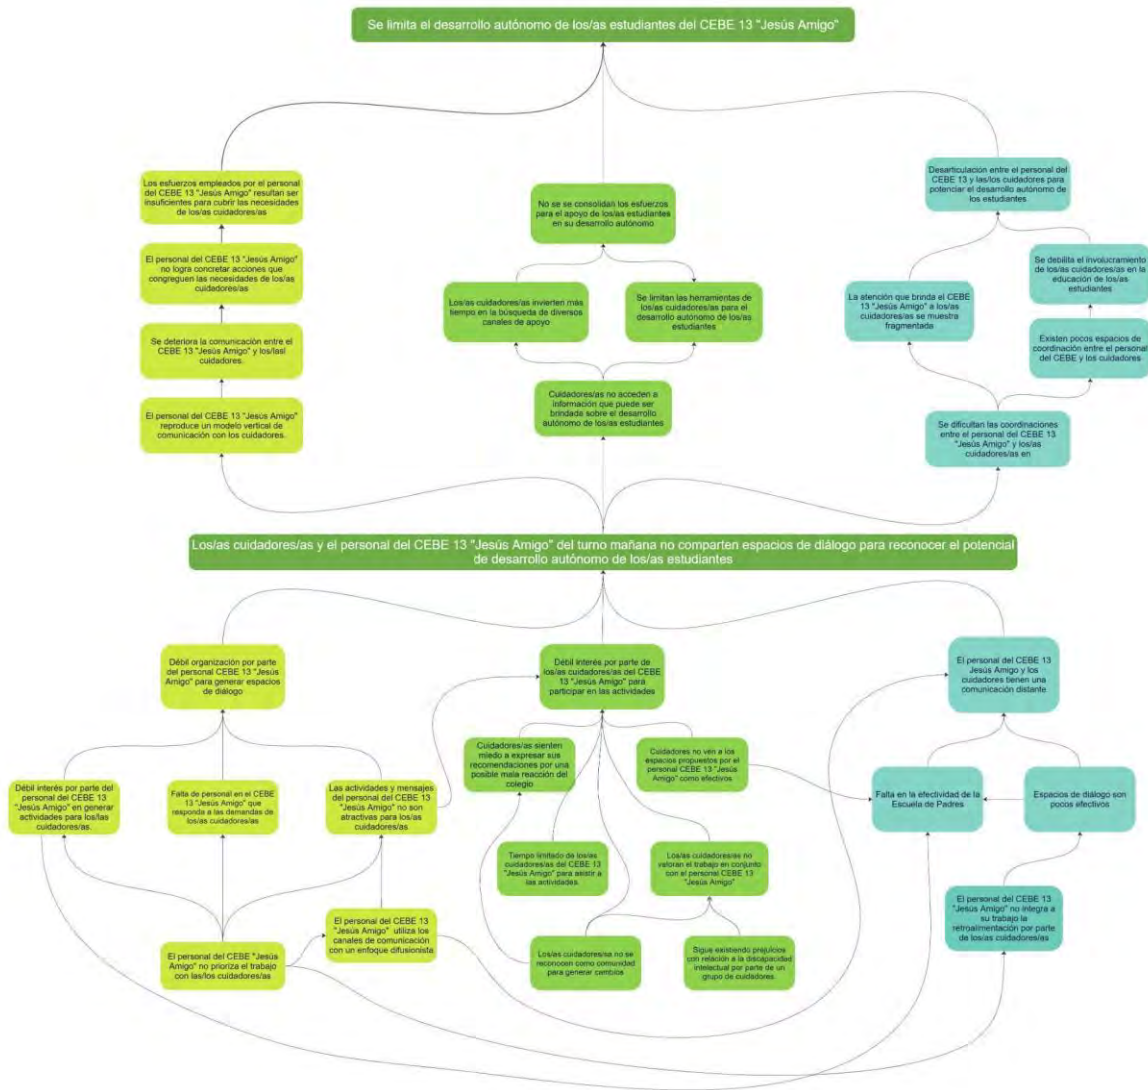 Se limita el desarrollo autónomo de los/as estudiantes del CEBE 13 "Jesús Amigo"
Los esfuerzos empleados por el personal
del CEBE 13 "Jesús Amigo" resultan ser
insuficientes para cubrir las necesidades
de los/as cuidadores/as
El personal del CEBE 13 "Jesús Amigo"
no logra concretar acciones que
congreguen las necesidades de los/as
cuidadores/as
Se deteriora la comunicación entre el
CEBE 13 "Jesús Amigo" y los/las/
cuidadores.
El personal del CEBE 13 "Jesús Amigo"
reproduce un modelo vertical de
comunicación con los cuidadores.
No se se consolidan los esfuerzos
para el apoyo de los/as estudiantes
en su desarrollo autónomo
Los/as cuidadores/as invierten más
tiempo en la búsqueda de diversos
canales de apoyo
Se limitan las herramientas de
los/as cuidadores/as para el
desarrollo autónomo de los/as
estudiantes
Cuidadores/as no acceden a
información que puede ser
brindada sobre el desarrollo
autónomo de los/as estudiantes
Desarticulación entre el personal del
CEBE 13 y las/los cuidadores para
potenciar el desarrollo autónomo de
los estudiantes.
Se debilita el involucramiento
de los/as cuidadores/as en la
educación de los/as
estudiantes
La atención que brinda el CEBE
13 "Jesús Amigo" a los/as
cuidadores/as se muestra
fragmentada
Existen pocos espacios de
coordinación entre el personal
del CEBE y los cuidadores
Se dificultan las coordinaciones
entre el personal del CEBE 13
"Jesús Amigo" y los/as
cuidadores/as en
Los/as cuidadores/as y el personal del CEBE 13 "Jesús Amigo" del turno mañana no comparten espacios de diálogo para reconocer el potencial
de desarrollo autónomo de los/as estudiantes
Débil organización por parte
del personal CEBE 13 "Jesús
Amigo" para generar espacios
de diálogo
Débil interés por parte del
personal del CEBE 13 "Jesús
Amigo" en generar actividades
para los/las cuidadores/as.
Falta de personal en el CEBE
13 "Jesús Amigo" que
responda a las demandas de
los/as cuidadores/as
Las actividades y mensajes
del personal del CEBE 13
"Jesús Amigo" no son
atractivas para los/as
cuidadores/as
El personal del CEBE 13
"Jesús Amigo" utiliza los
canales de comunicación
con un enfoque difusionista
El personal del CEBE "Jesús
Amigo" no prioriza el trabajo
con las/los cuidadores/as
Débil interés por parte de
los/as cuidadores/as del CEBE
13 "Jesús Amigo" para
participar en las actividades
Cuidadores/as sienten
miedo a expresar sus
recomendaciones por una
posible mala reacción del
colegio
Cuidadores no ven a los
espacios propuestos por el
personal CEBE 13 "Jesús
Amigo" como efectivos
Tiempo limitado de los/as
cuidadores/as del CEBE 13
"Jesús Amigo" para asistir a
las actividades.
Los/as cuidadores/as no
valoran el trabajo en conjunto
con el personal CEBE 13
"Jesús Amigo"
Los/as cuidadores/sa no se
reconocen como comunidad
para generar cambios
Sigue existiendo prejuicios
con relación a la discapacidad
intelectual por parte de un
grupo de cuidadores.
El personal del CEBE 13
Jesús Amigo y los
cuidadores tienen una
comunicación distante
Falta en la efectividad de la
Escuela de Padres
Espacios de diálogo son
pocos efectivos
El personal del CEBE 13
"Jesús Amigo" no integra a
su trabajo la
retroalimentación por parte
de los/as cuidadores/as